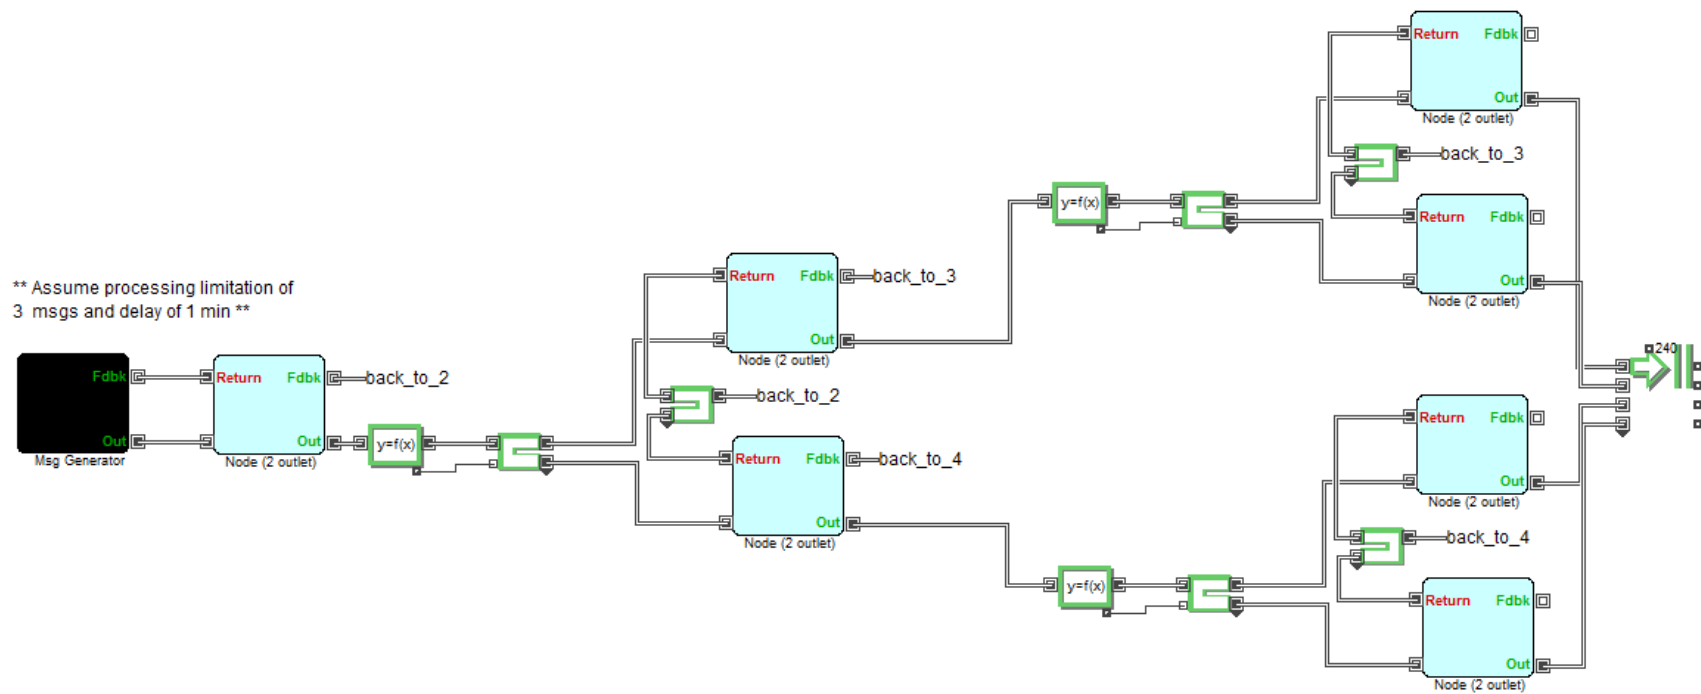 ** Assume processing limitation of
3 msgs and delay of 1 min **
Fdbk
Out
Msg Generator
Return Fdbk
Out
Node (2 outlet)
back_to_2
y=f(x)
Return Fdbk
Out
Node (2 outlet)
back_to_3
back_to_2
Return Fdbk
Out
Node (2 outlet)
back_to_4
y=f(x)
Return Fdbk
Out
Node (2 outlet)
back_to_3
Return Fdbk
Out
Node (2 outlet)
y=f(x)
Return Fdbk
Out
Node (2 outlet)
back_to_4
Return Fdbk
Out
Node (2 outlet)
240